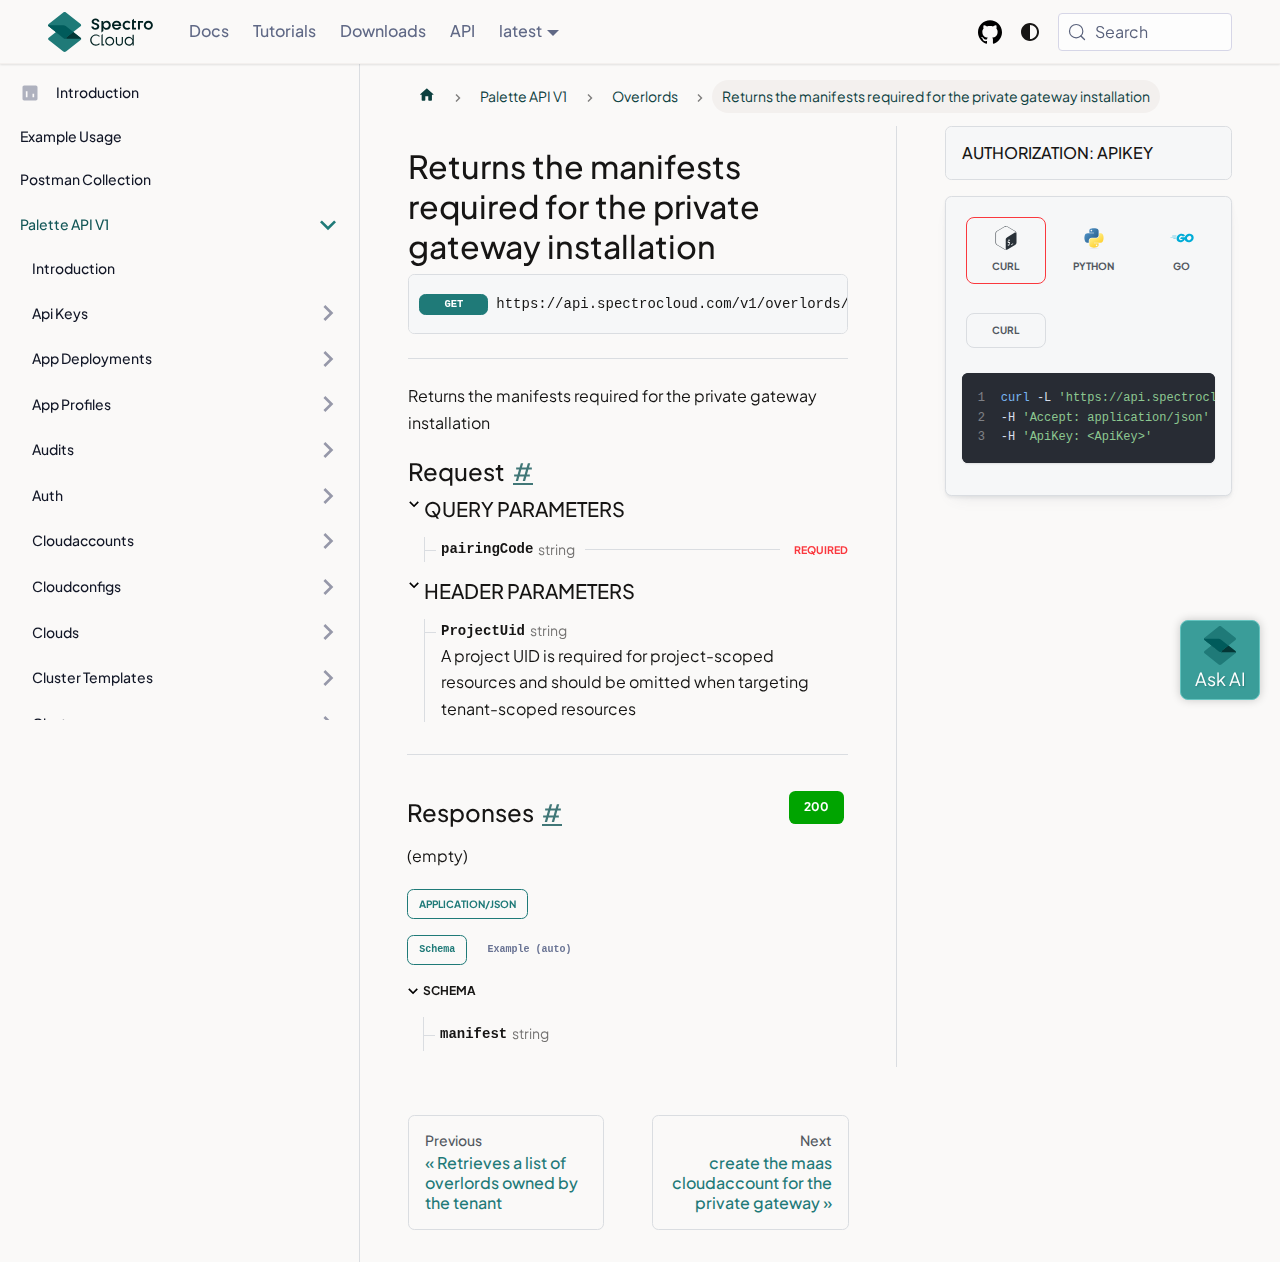 Spectro Cloud
Docs
Tutorials
Downloads
API
latest
Search
Introduction
Example Usage
Postman Collection
Palette API V1
Introduction
Api Keys
App Deployments
App Profiles
Audits
Auth
Cloudaccounts
Cloudconfigs
Clouds
Cluster Templates
Palette API V1
Overlords
Returns the manifests required for the private gateway installation
Returns the manifests
required for the private
gateway installation
GET https://api.spectrocloud.com/v1/overlords/
Returns the manifests required for the private gateway
installation
Request #
QUERY PARAMETERS
pairingCode string REQUIRED
HEADER PARAMETERS
ProjectUid string
A project UID is required for project-scoped
resources and should be omitted when targeting
tenant-scoped resources
Responses #
200
(empty)
APPLICATION/JSON
Schema
Example (auto)
SCHEMA
manifest string
Previous
« Retrieves a list of
overlords owned by
the tenant
Next
create the maas
cloudaccount for the
private gateway »
AUTHORIZATION: APIKEY
CURL
PYTHON
GO
CURL
1 curl -L 'https://api.spectrocl
2 -H 'Accept: application/json'
3 -H 'ApiKey: <ApiKey>'
Ask AI